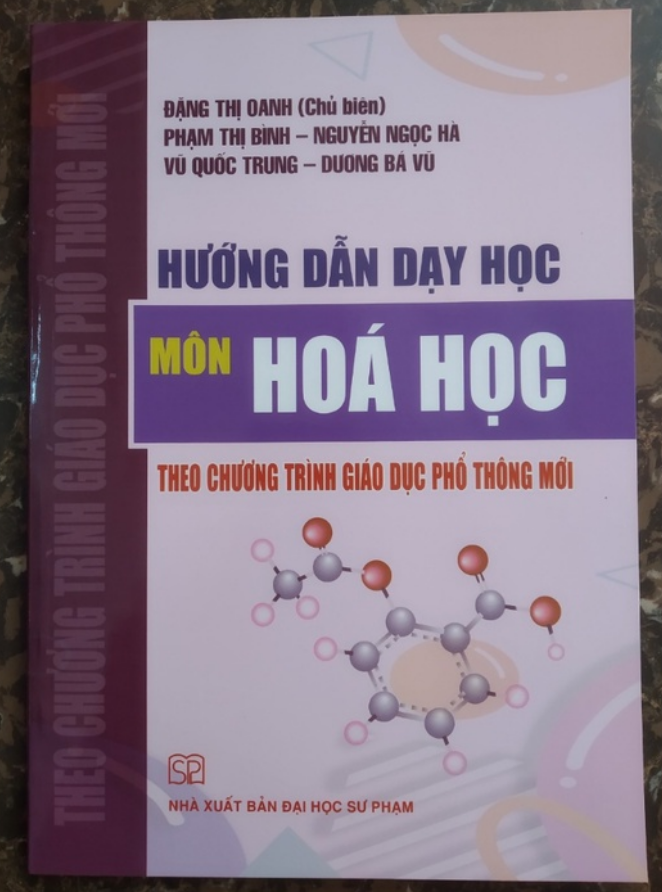 ĐẶNG THỊ OANH (Chủ biên)
PHẠM THỊ BÌNH – NGUYỄN NGỌC HÀ
VŨ QUỐC TRUNG – DƯƠNG BÁ VŨ
HƯỚNG DẪN DẠY HỌC
MÔN HOÁ HỌC
THEO CHƯƠNG TRÌNH GIÁO DỤC PHỔ THÔNG MỚI
THEO CHƯƠNG TRÌNH GIÁO DỤC PHỔ THÔNG MỚI
SP
NHÀ XUẤT BẢN ĐẠI HỌC SƯ PHẠM